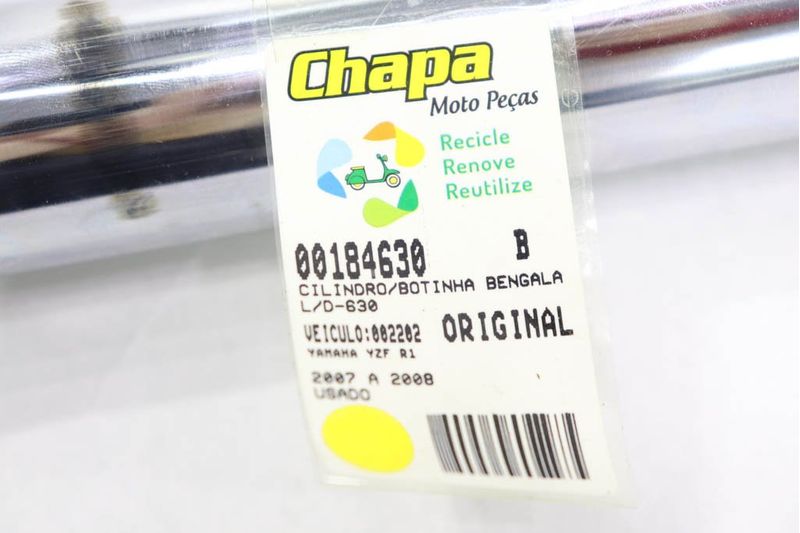 Chapa
Moto Peças
Recicle
Renove
Reutilize
00184630 B
CILINDRO/BOTINHA BENGALA
L/D-630
VEICULO:002202 ORIGINAL
YAMAHA YZF R1
2007 A 2008
USADO